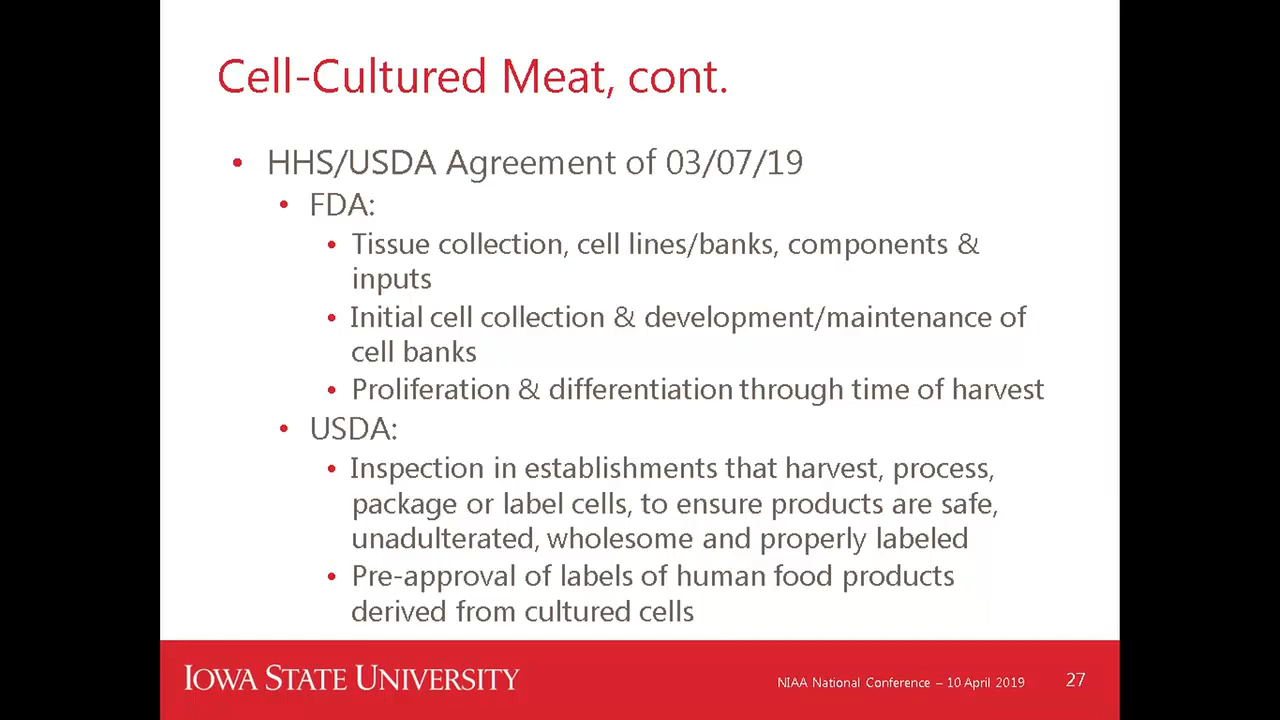 Cell-Cultured Meat, cont.
• HHS/USDA Agreement of 03/07/19
• FDA:
• Tissue collection, cell lines/banks, components &
inputs
• Initial cell collection & development/maintenance of
cell banks
• Proliferation & differentiation through time of harvest
• USDA:
• Inspection in establishments that harvest, process,
package or label cells, to ensure products are safe,
unadulterated, wholesome and properly labeled
• Pre-approval of labels of human food products
derived from cultured cells
IOWA STATE UNIVERSITY
NIAA National Conference – 10 April 2019
27